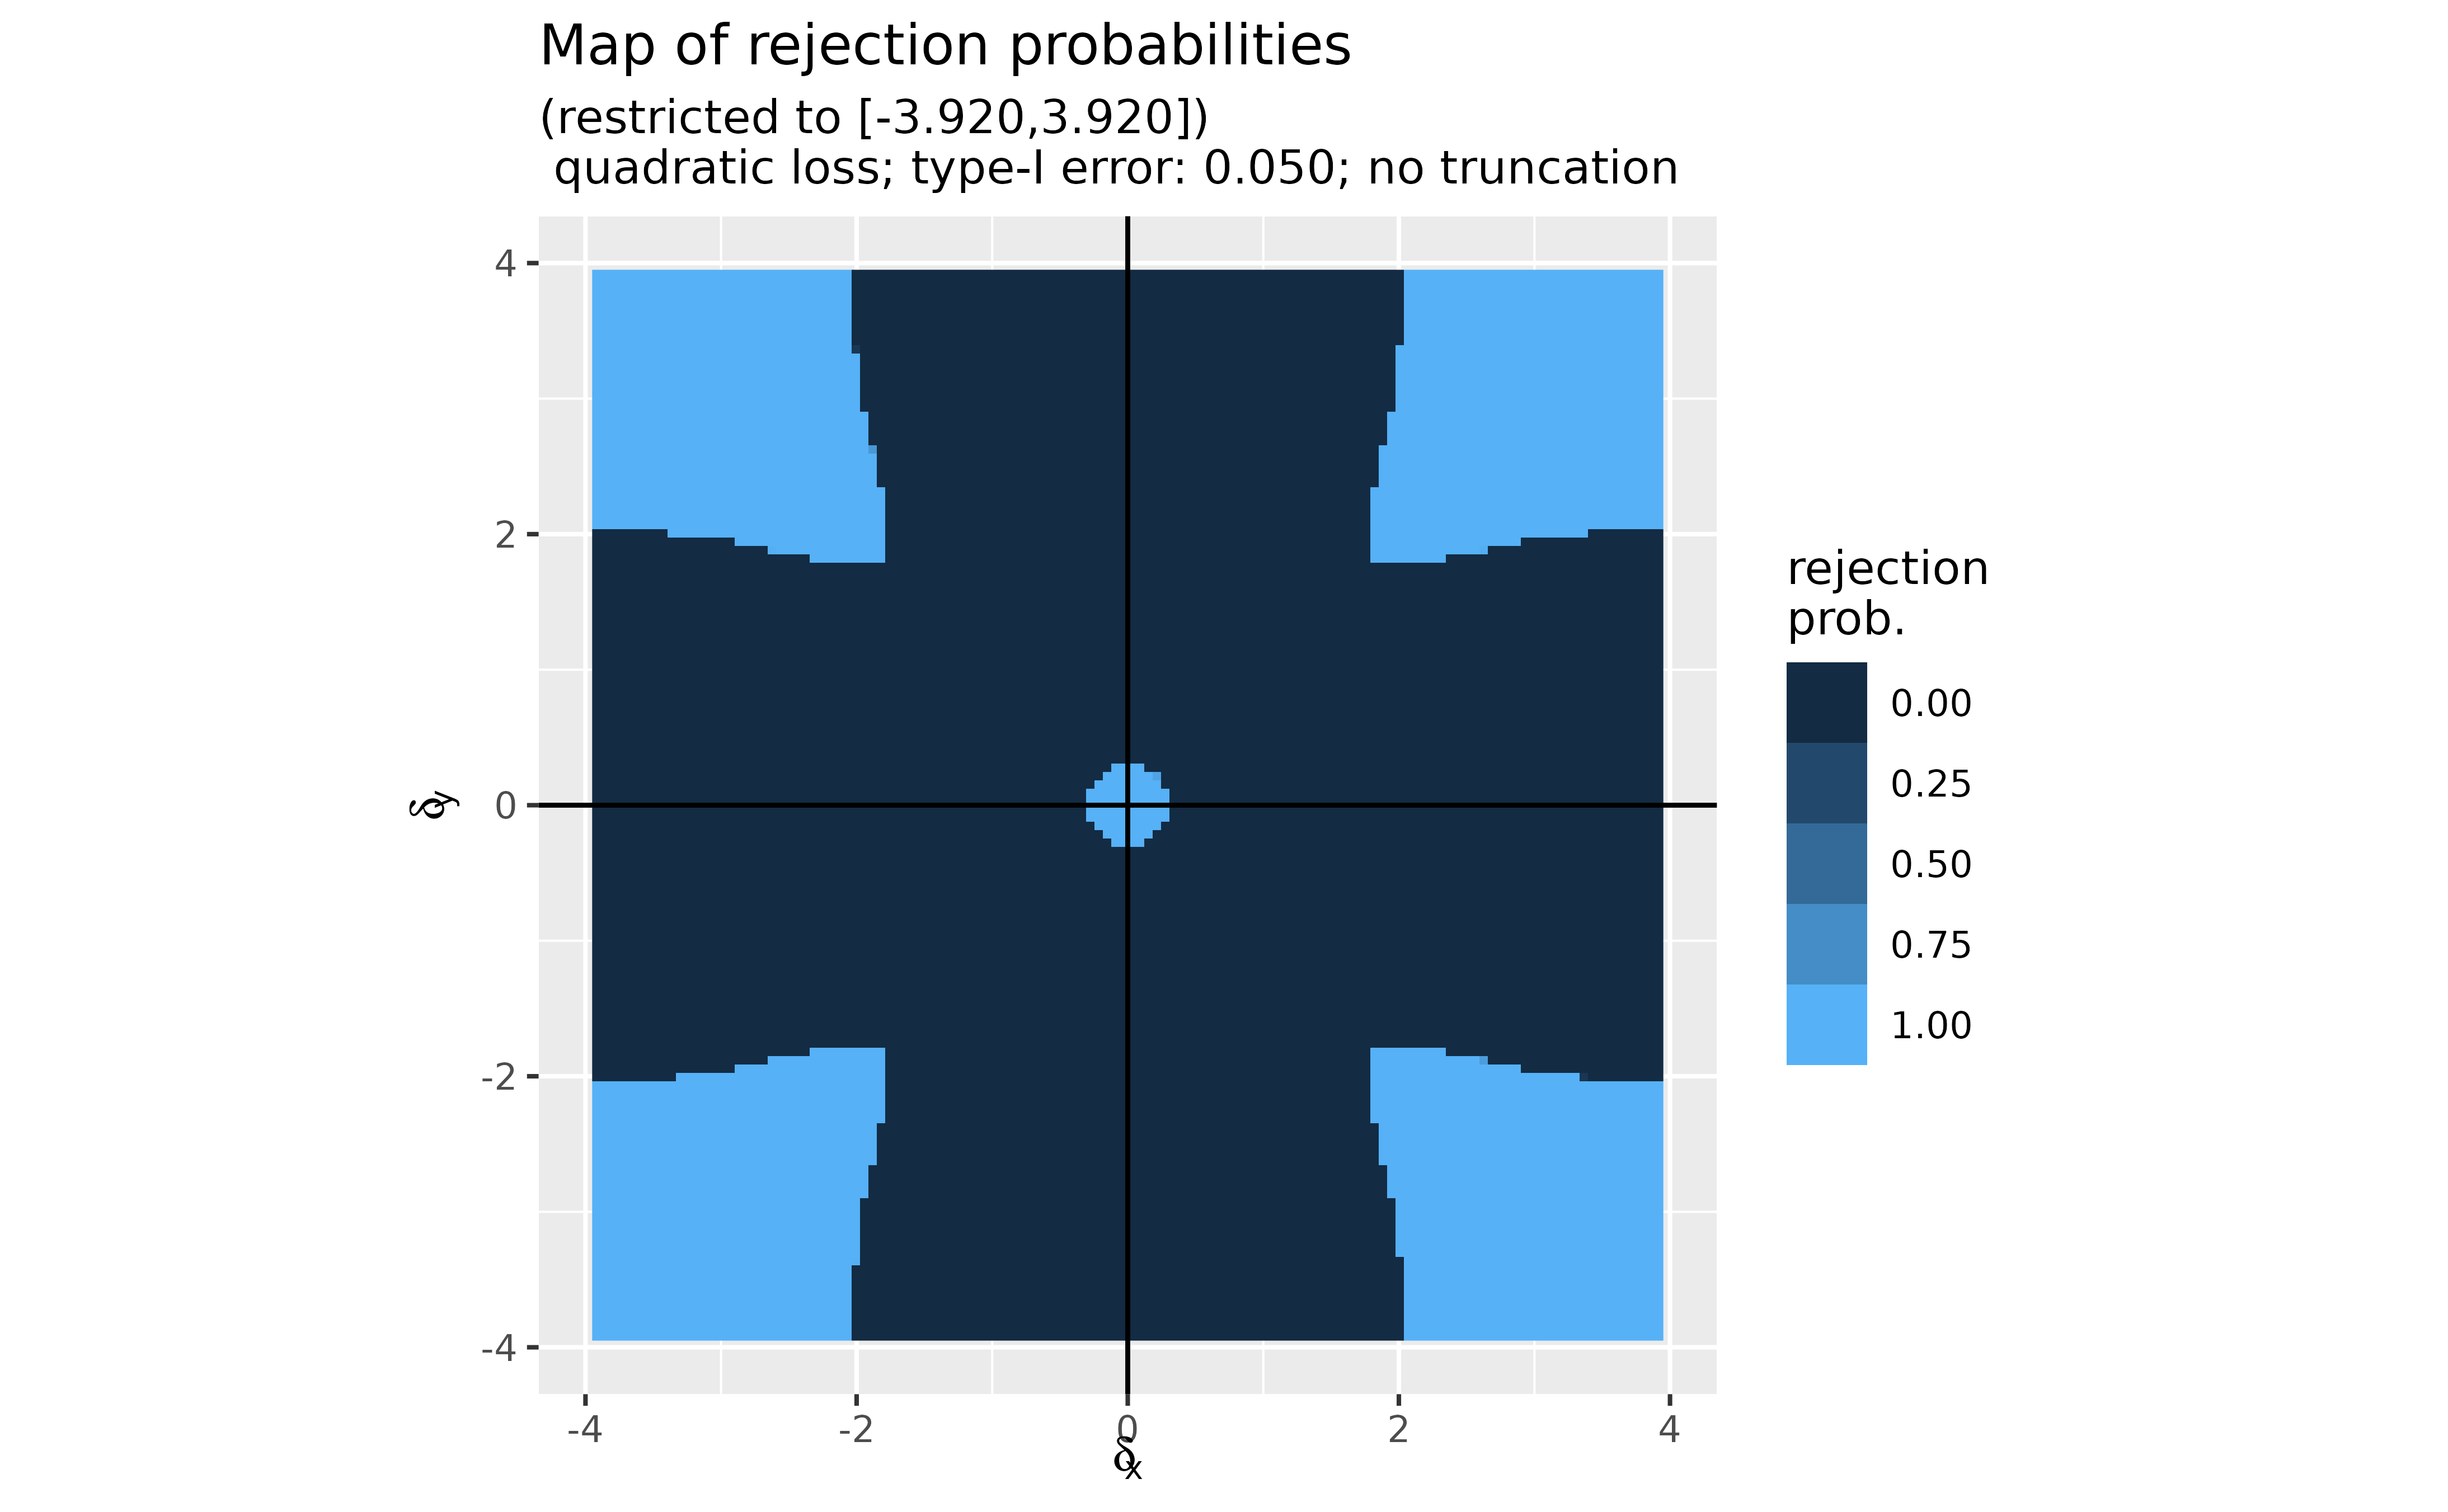 Map of rejection probabilities
(restricted to [-3.920,3.920])
quadratic loss; type-I error: 0.050; no truncation
4
2
0
-2
-4
δy
-4
-2
0
2
4
δx
rejection
prob.
0.00
0.25
0.50
0.75
1.00